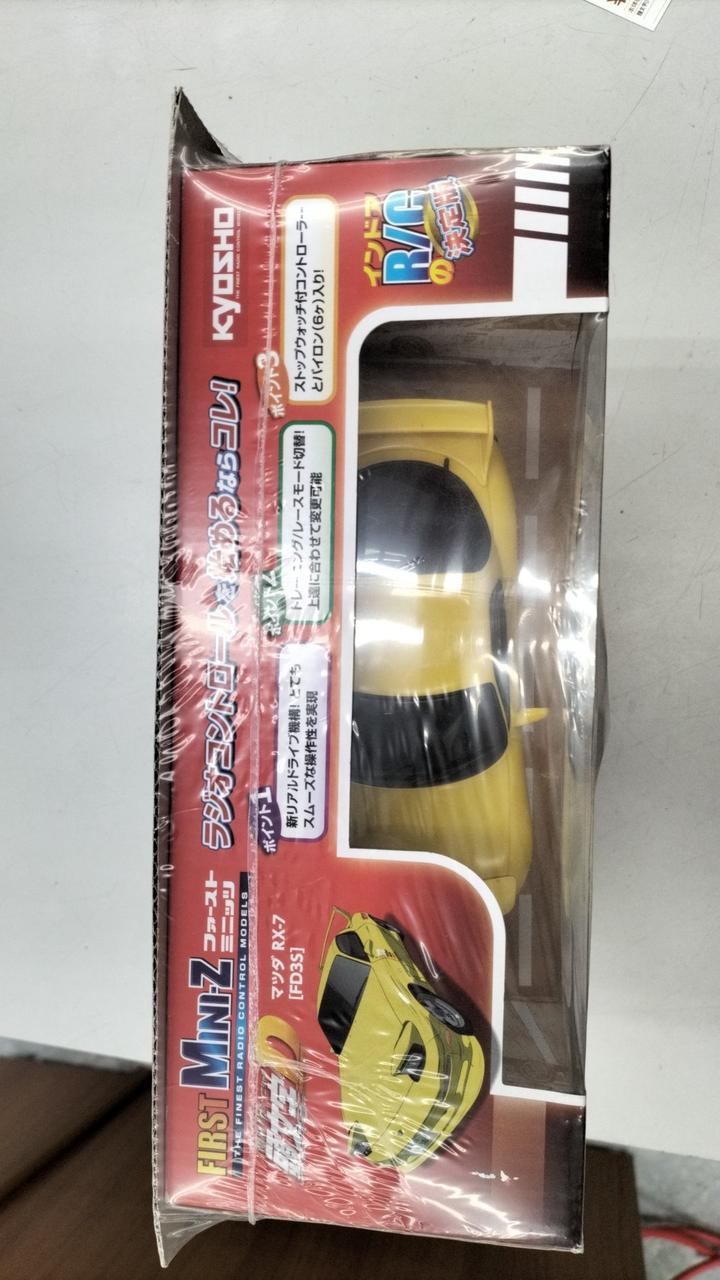 FIRST MINI-Z ファースト ミニッツ
THE FINEST RADIO CONTROL MODELS
ラジオコントロールを始めるならコレ!
KYOSHO
THE FINEST RADIO CONTROL MODELS
マツダ RX-7
[FD3S]
ポイント1
新リアルドライブ機構!とても
スムーズな操作性を実現
ポイント2
トレーニング/レースモード切替!
上達に合わせて変更可能
ポイント3
ストップウォッチ付コントローラー
とパイロン(6ヶ)入り!
インドア
R/C
の決定版